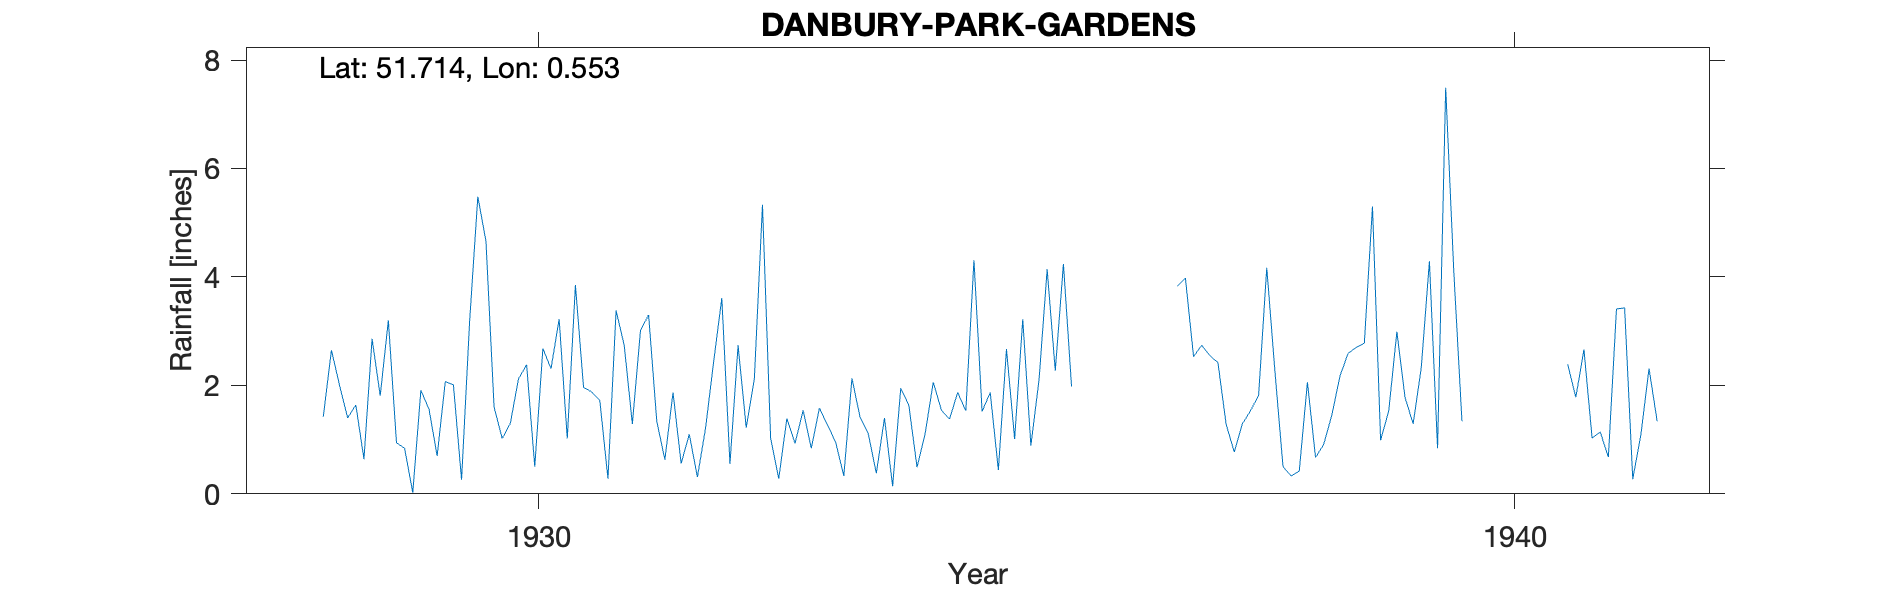 DANBURY-PARK-GARDENS
Lat: 51.714, Lon: 0.553
8
6
4
2
0
Rainfall [inches]
1930
1940
Year